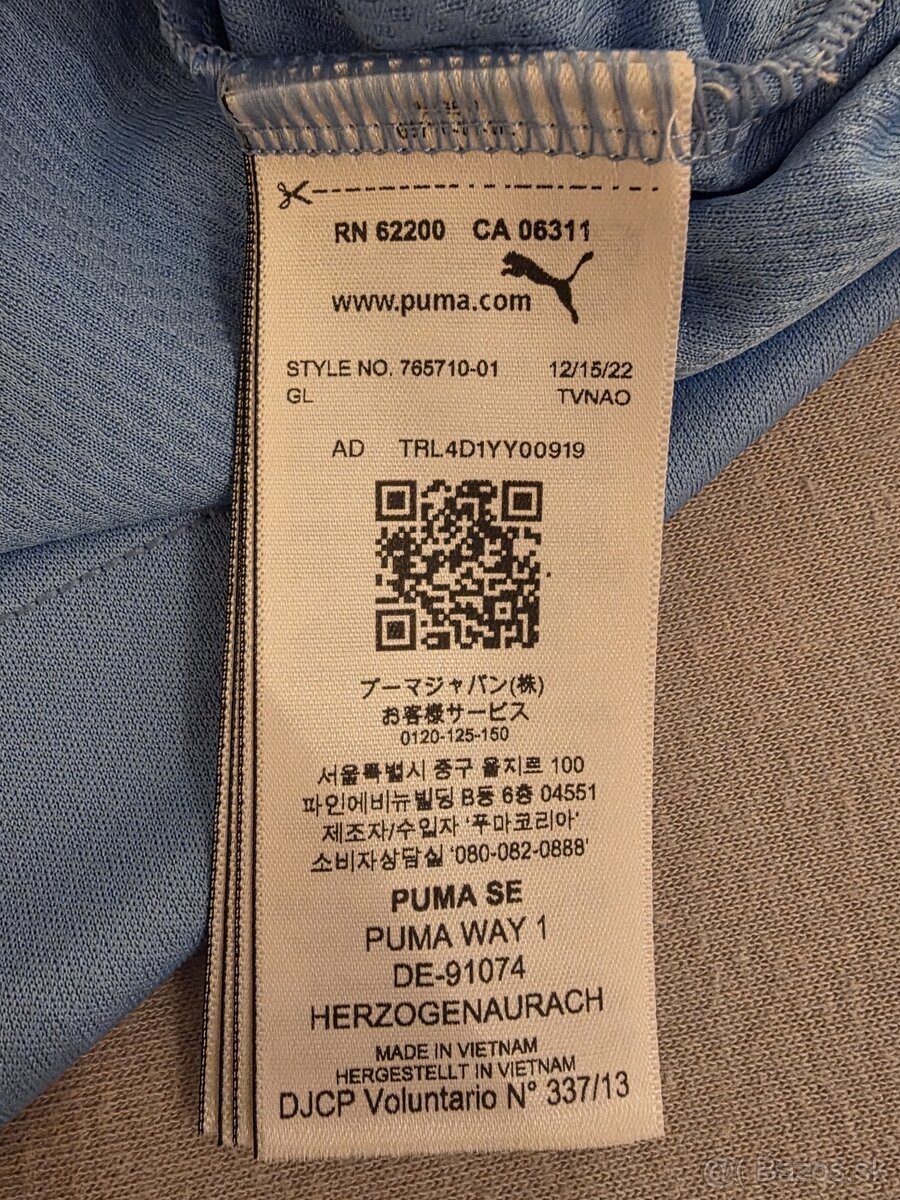 RN 62200 CA 06311
www.puma.com
STYLE NO. 765710-01 12/15/22
GL TVNAO
AD TRL4D1YY00919
プーマジャパン(株)
お客様サービス
0120-125-150
서울특별시 중구 을지로 100
파인에비뉴빌딩 B동 6층 04551
제조자/수입자 '푸마코리아'
소비자상담실 '080-082-0888'
PUMA SE
PUMA WAY 1
DE-91074
HERZOGENAURACH
MADE IN VIETNAM
HERGESTELLT IN VIETNAM
DJCP Voluntario N° 337/13
Bazos.sk